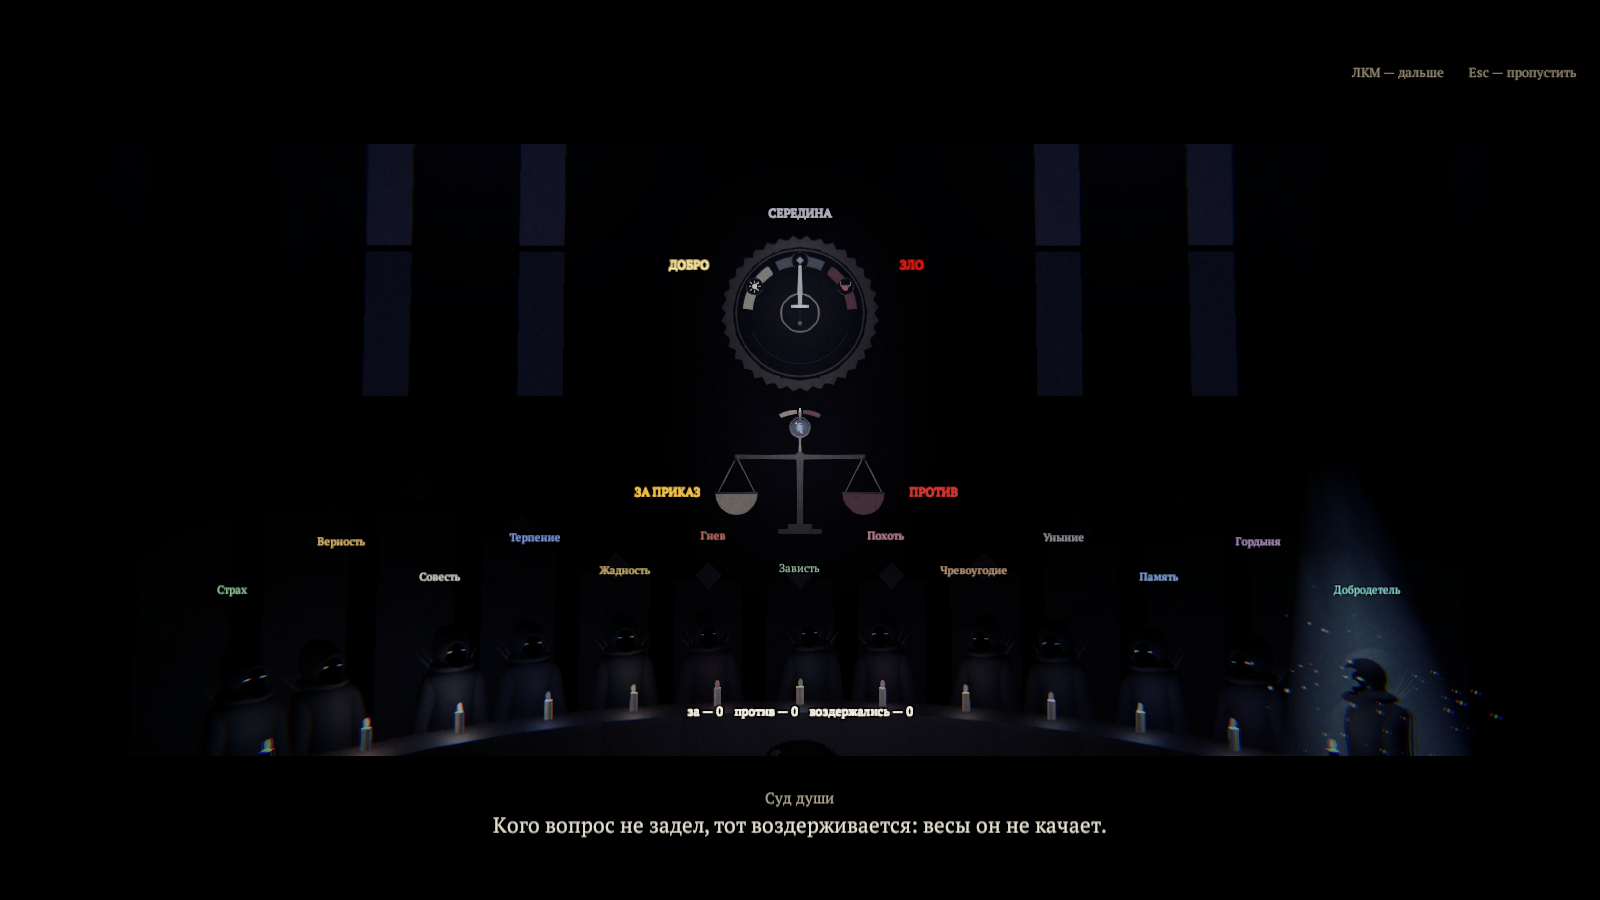 ЛКМ — дальше Esc — пропустить
СЕРЕДИНА
ДОБРО ЗЛО
ЗА ПРИКАЗ ПРОТИВ
Верность Терпение Гнев Похоть Уныние Гордыня
Страх Совесть Жадность Зависть Чревоугодие Память Добродетель
за — 0 против — 0 воздержались — 0
Суд души
Кого вопрос не задел, тот воздерживается: весы он не качает.